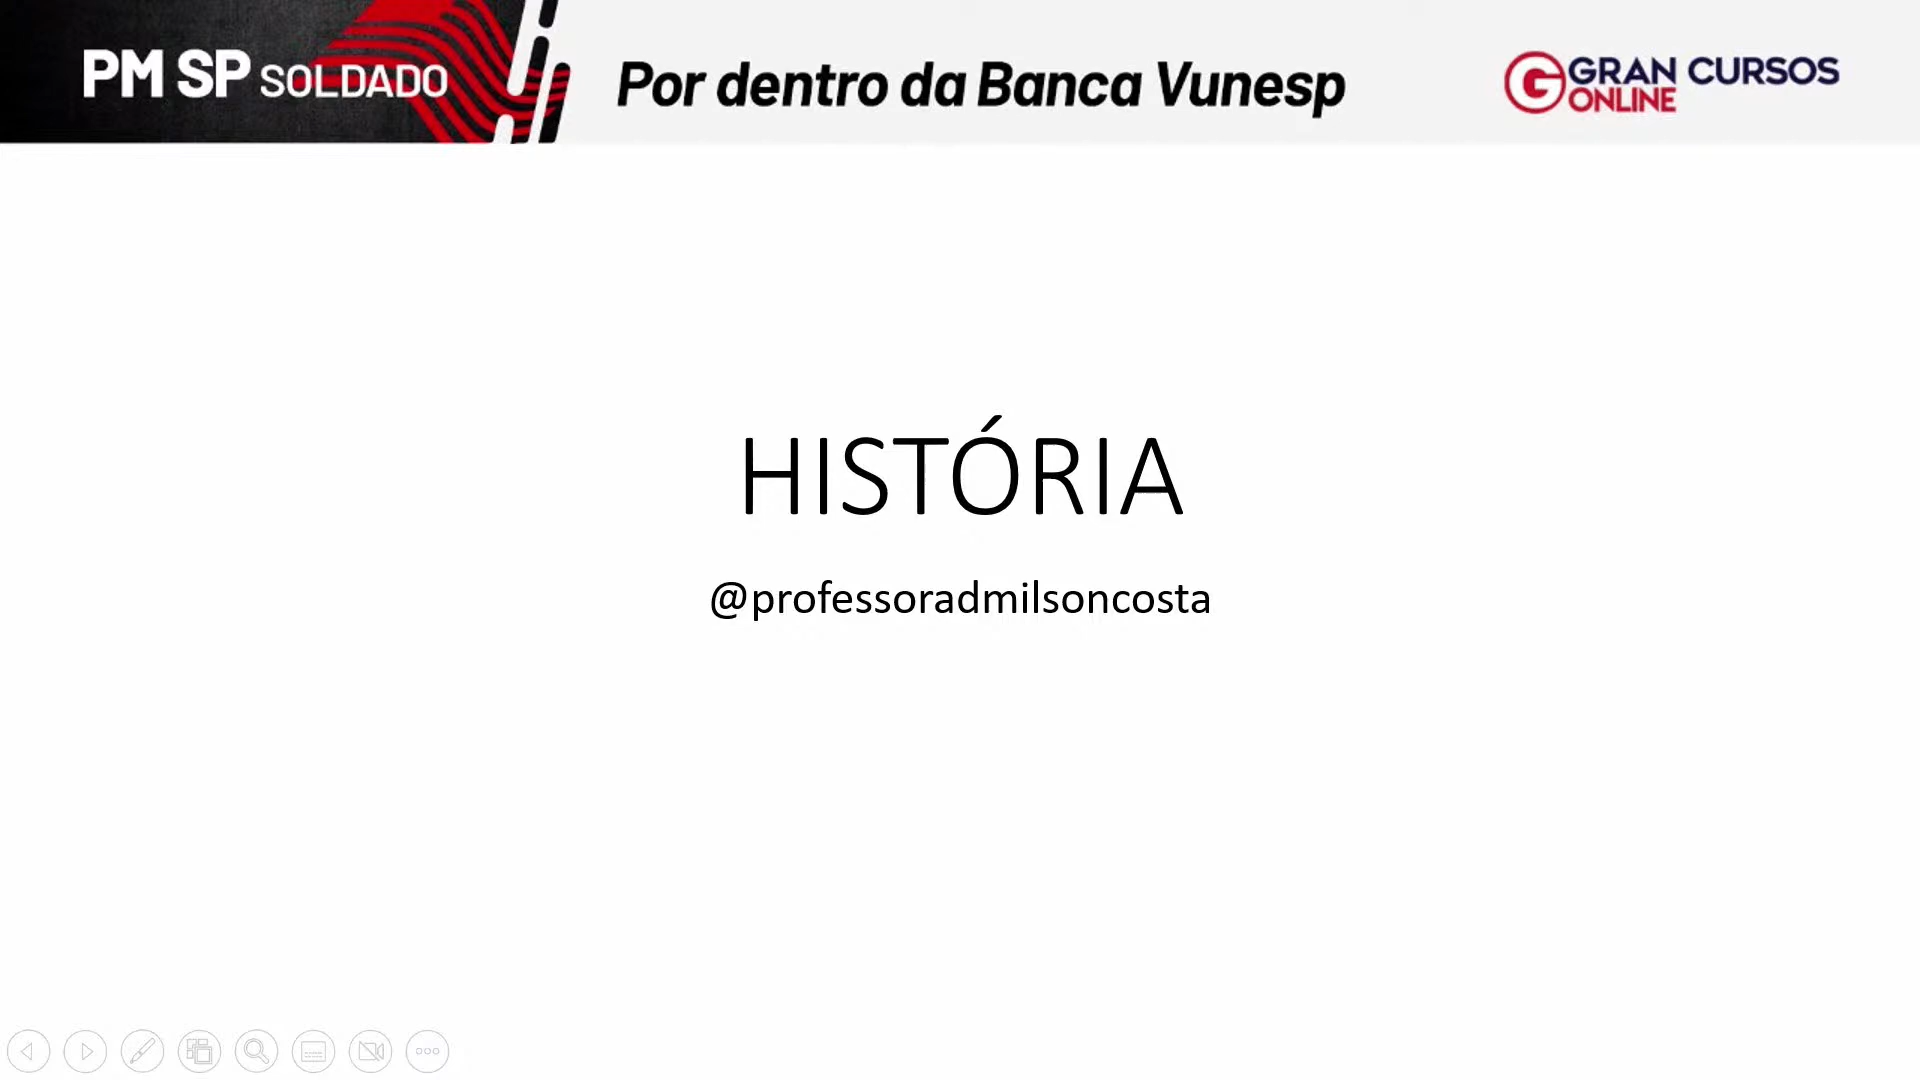 PM SP SOLDADO
Por dentro da Banca Vunesp
GRAN CURSOS
ONLINE
HISTÓRIA
@professoradmilsoncosta